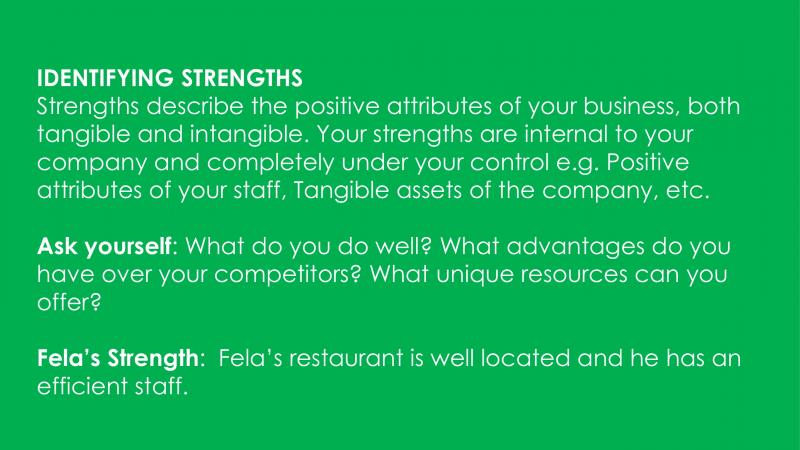 IDENTIFYING STRENGTHS
Strengths describe the positive attributes of your business, both
tangible and intangible. Your strengths are internal to your
company and completely under your control e.g. Positive
attributes of your staff, Tangible assets of the company, etc.
Ask yourself: What do you do well? What advantages do you
have over your competitors? What unique resources can you
offer?
Fela’s Strength:  Fela’s restaurant is well located and he has an
efficient staff.